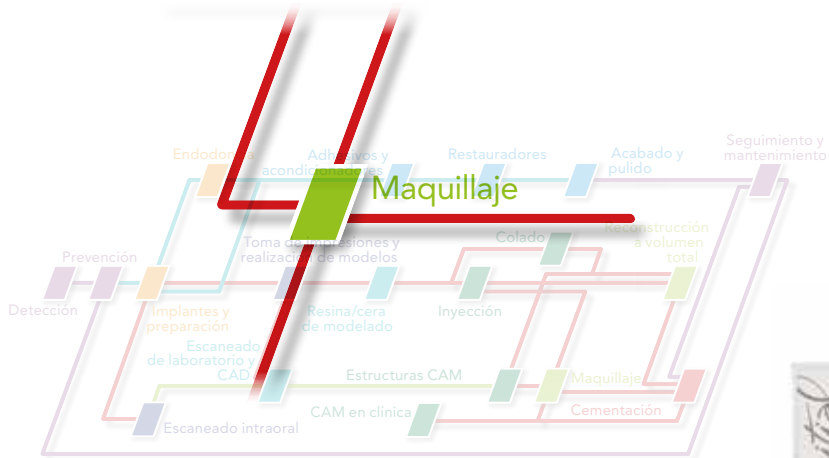 Seguimiento y
mantenimiento
Endodoncia
Adhesivos y
acondicionadores
Restauradores
Acabado y
pulido
Maquillaje
Prevención
Toma de impresiones y
realización de modelos
Colado
Reconstrucción
a volumen
total
Detección
Implantes y
preparación
Resina/cera
de modelado
Inyección
Escaneado
de laboratorio y
CAD
Estructuras CAM
Maquillaje
CAM en clínica
Cementación
Escaneado intraoral